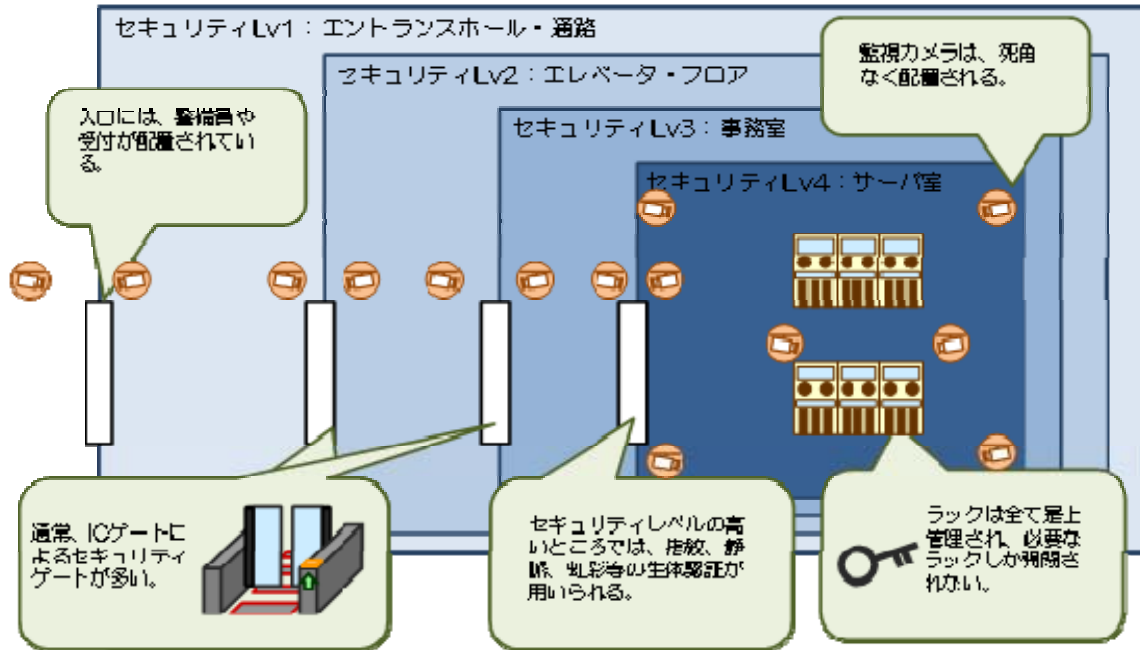 セキュリティLv1：エントランスホール・通路
セキュリティLv2：エレベータ・フロア
セキュリティLv3：事務室
セキュリティLv4：サーバ室
監視カメラは、死角
なく配置される。
入口には、警備員や
受付が配置されてい
る。
通常、ICゲートに
よるセキュリティ
ゲートが多い。
セキュリティレベルの高
いところでは、指紋、静
脈、虹彩等の生体認証が
用いられる。
ラックは全て施上
管理され、必要な
ラックしか開閉さ
れない。